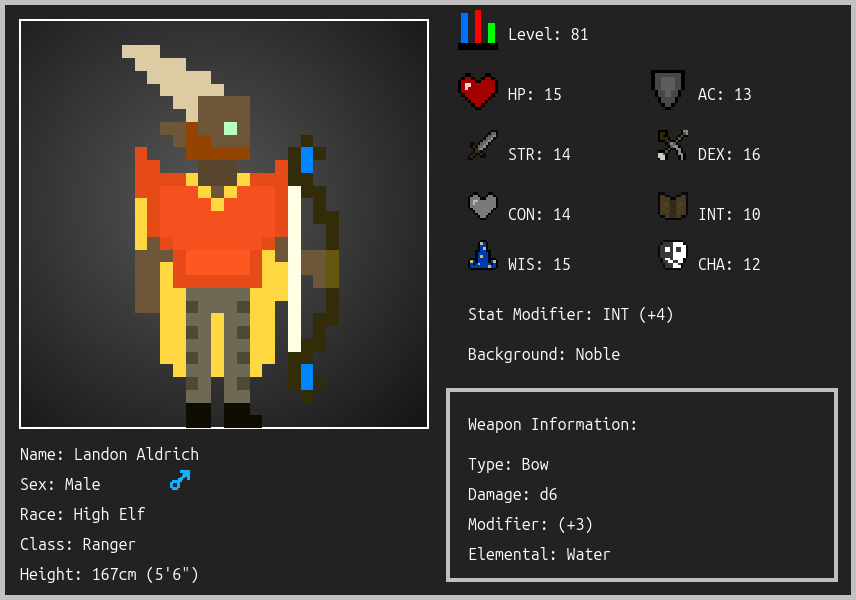 Level: 81
HP: 15
AC: 13
STR: 14
DEX: 16
CON: 14
INT: 10
WIS: 15
CHA: 12
Stat Modifier: INT (+4)
Background: Noble
Weapon Information:
Type: Bow
Damage: d6
Modifier: (+3)
Elemental: Water
Name: Landon Aldrich
Sex: Male
Race: High Elf
Class: Ranger
Height: 167cm (5'6")